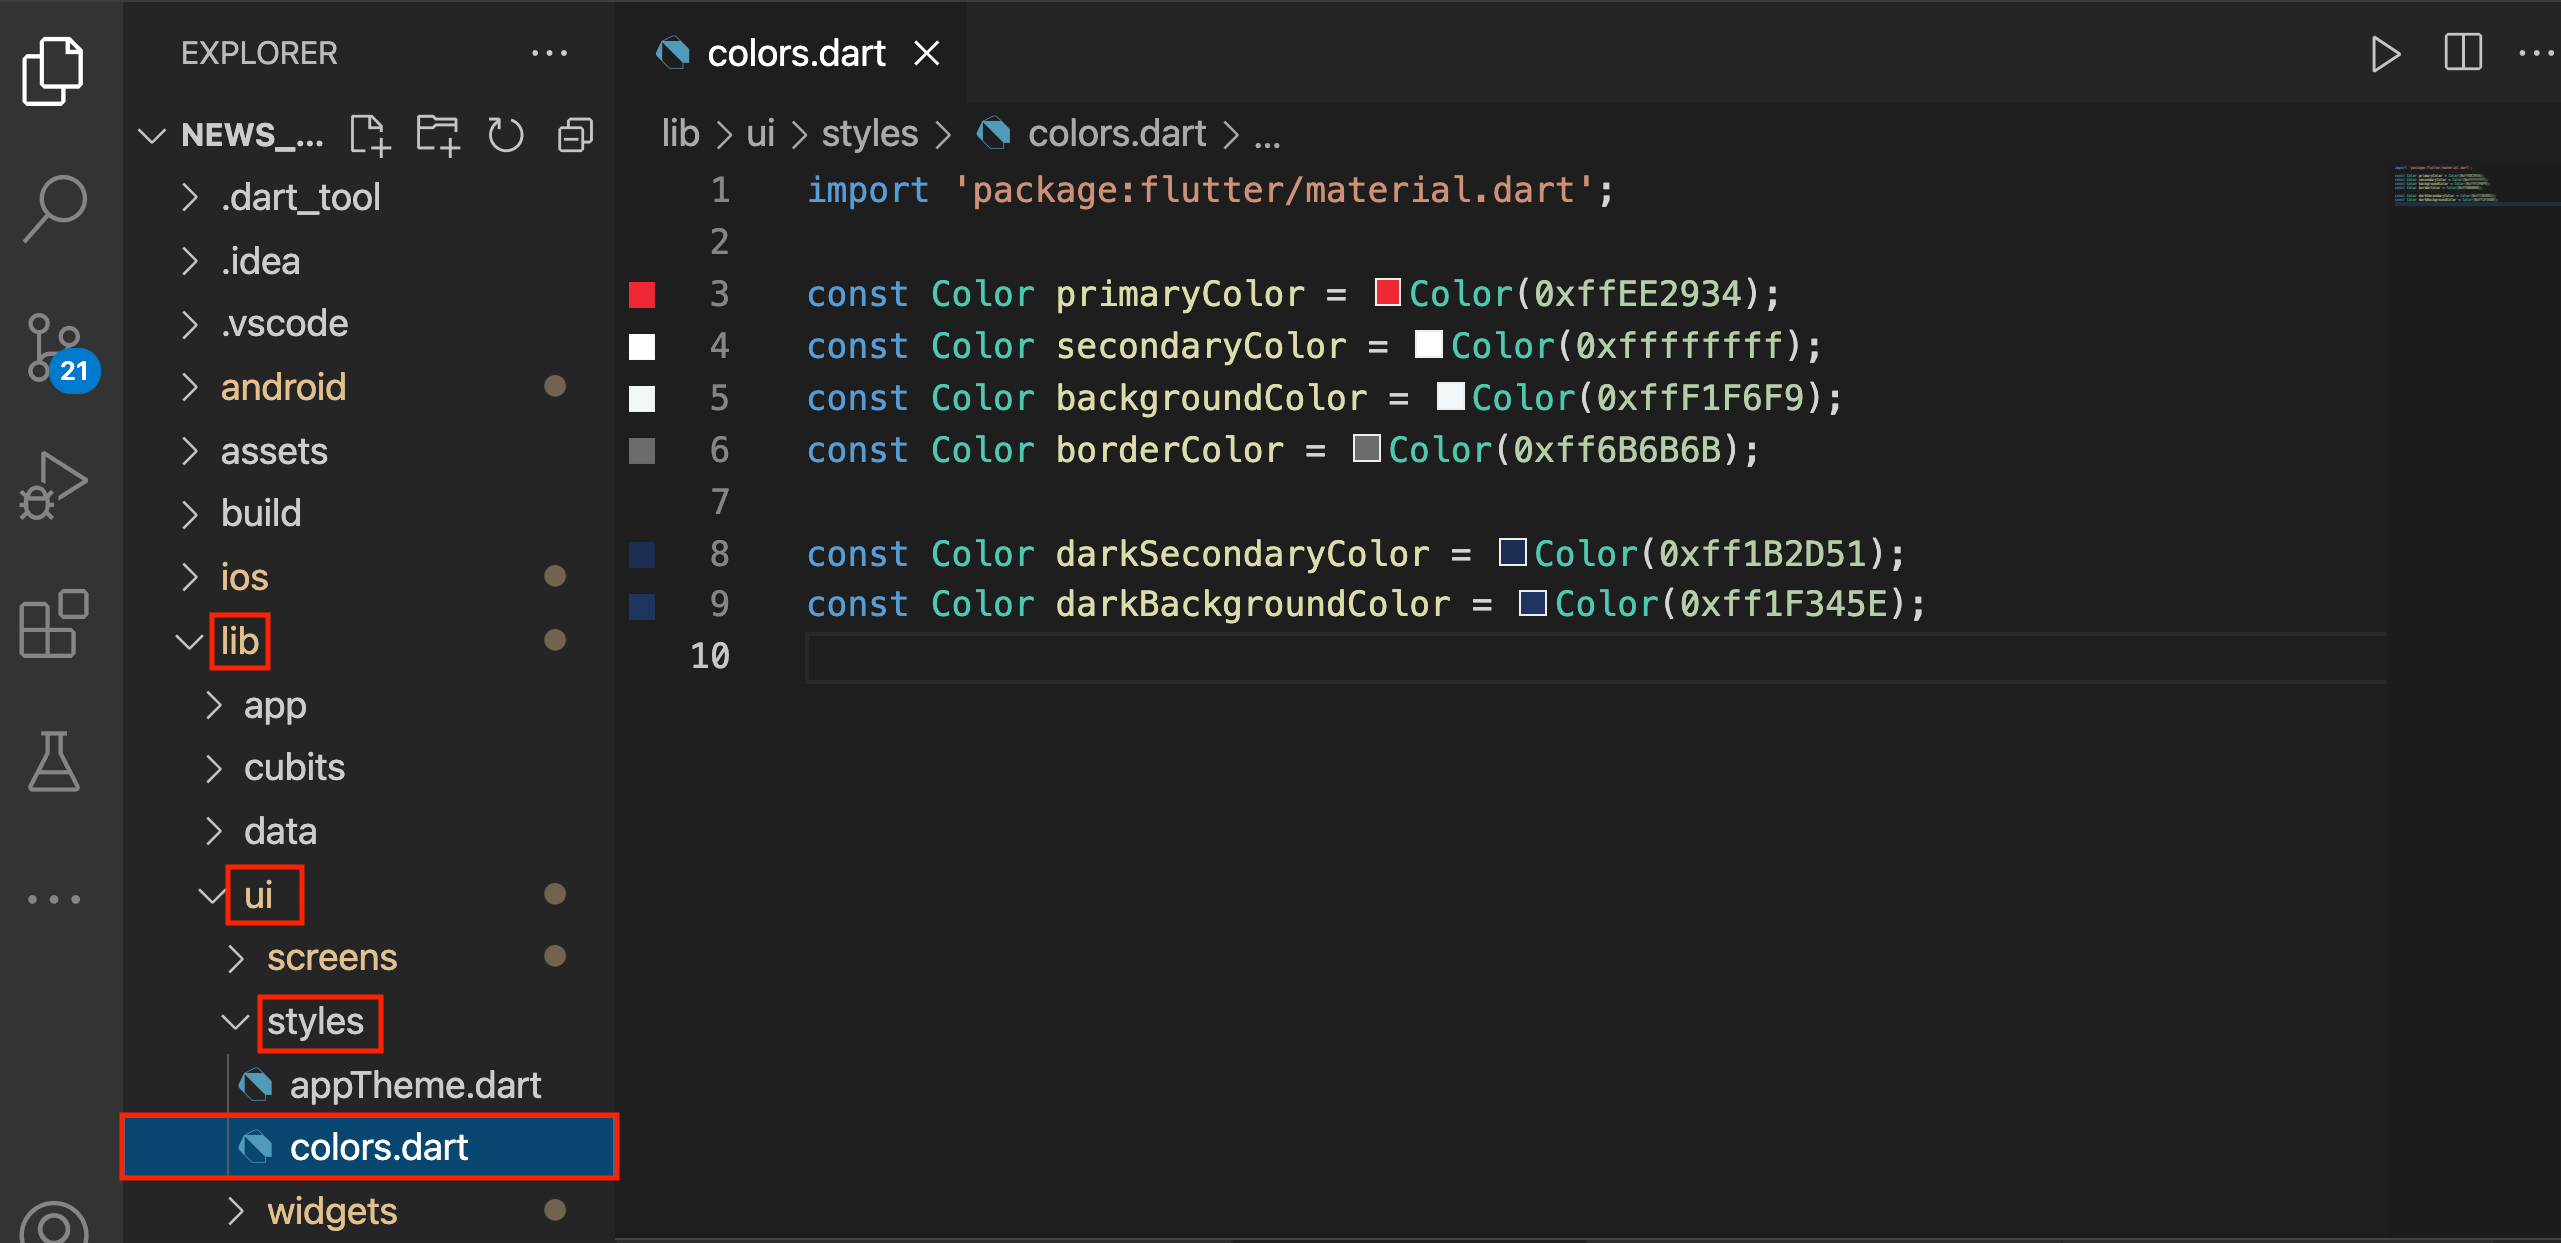 EXPLORER
NEWS_...
.dart_tool
.idea
.vscode
android
assets
build
ios
lib
app
cubits
data
ui
screens
styles
appTheme.dart
colors.dart
widgets
21
colors.dart
lib > ui > styles > colors.dart > ...
1 import 'package:flutter/material.dart';
2
3 const Color primaryColor = Color(0xffEE2934);
4 const Color secondaryColor = Color(0xffffffff);
5 const Color backgroundColor = Color(0xffF1F6F9);
6 const Color borderColor = Color(0xff6B6B6B);
7
8 const Color darkSecondaryColor = Color(0xff1B2D51);
9 const Color darkBackgroundColor = Color(0xff1F345E);
10